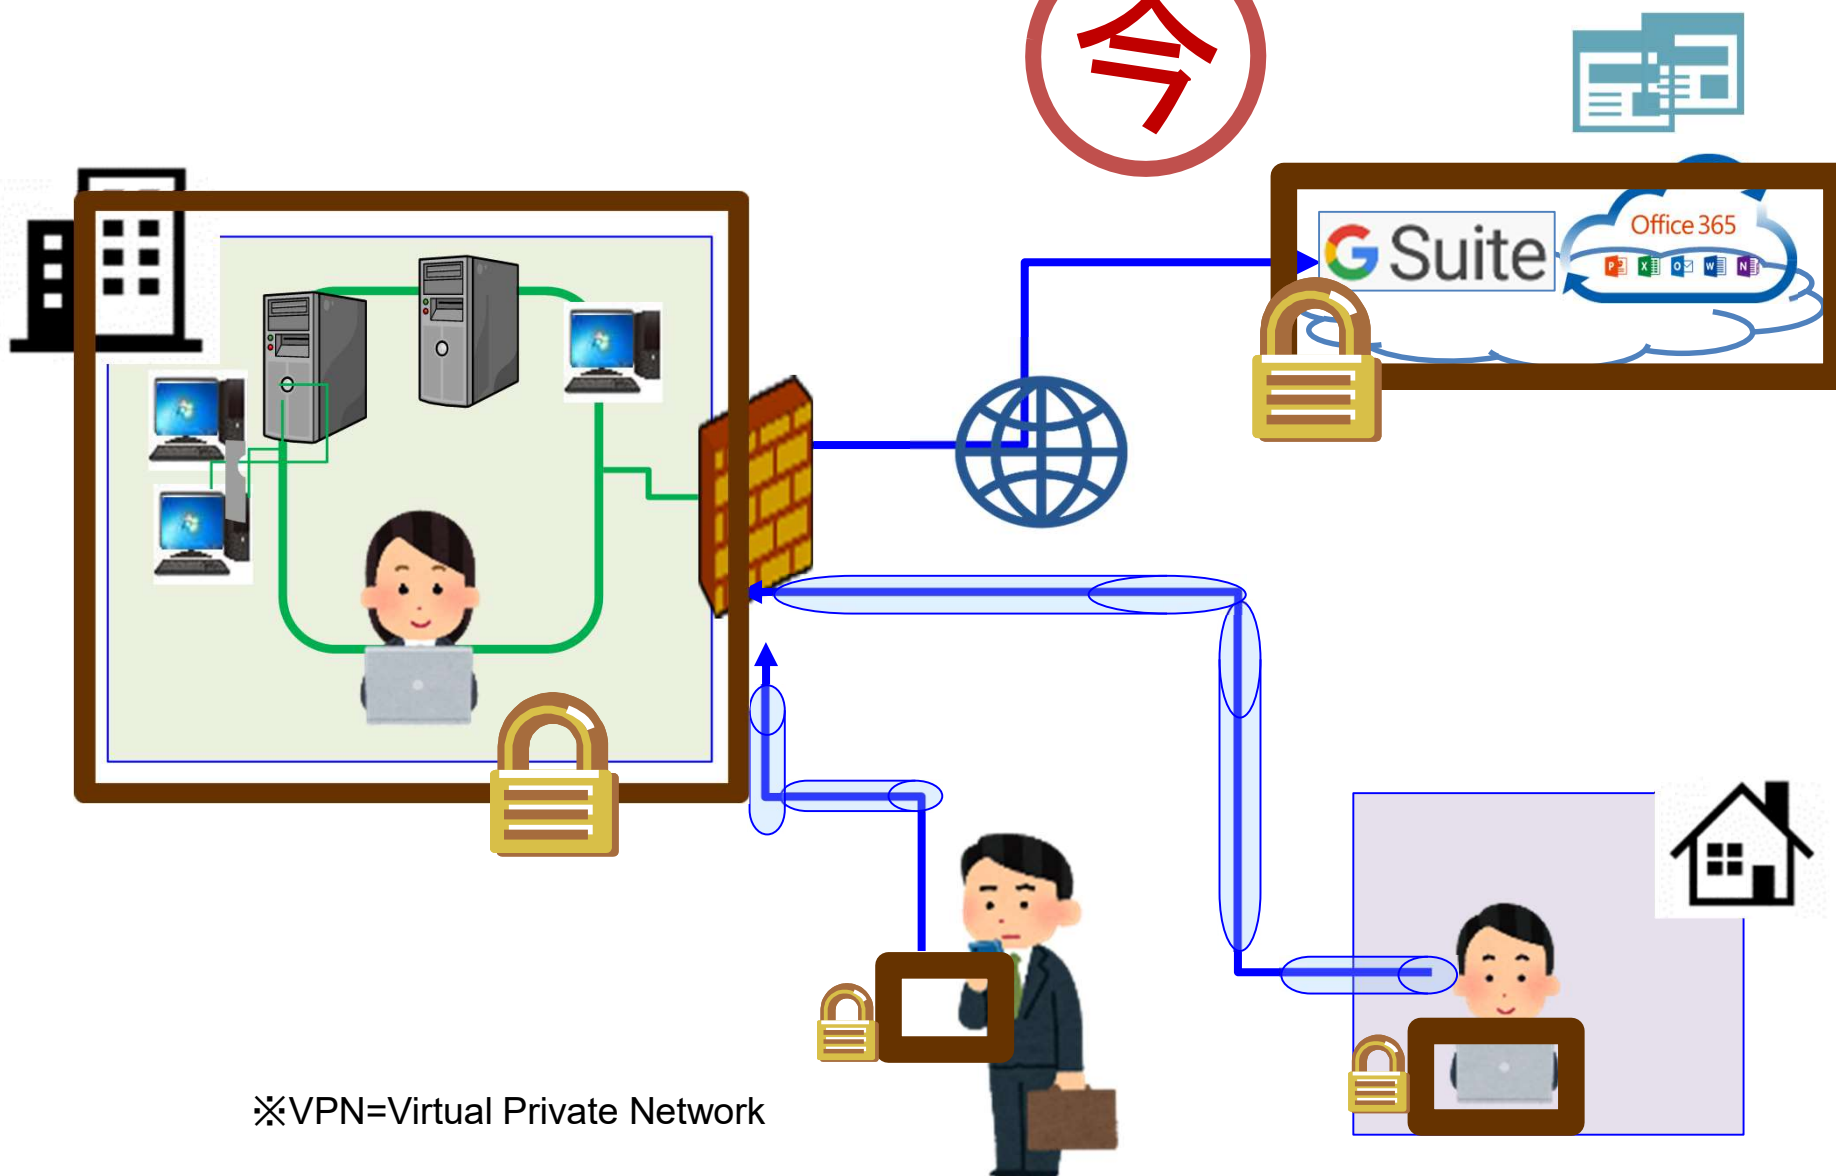 今
G Suite
Office 365
※VPN=Virtual Private Network